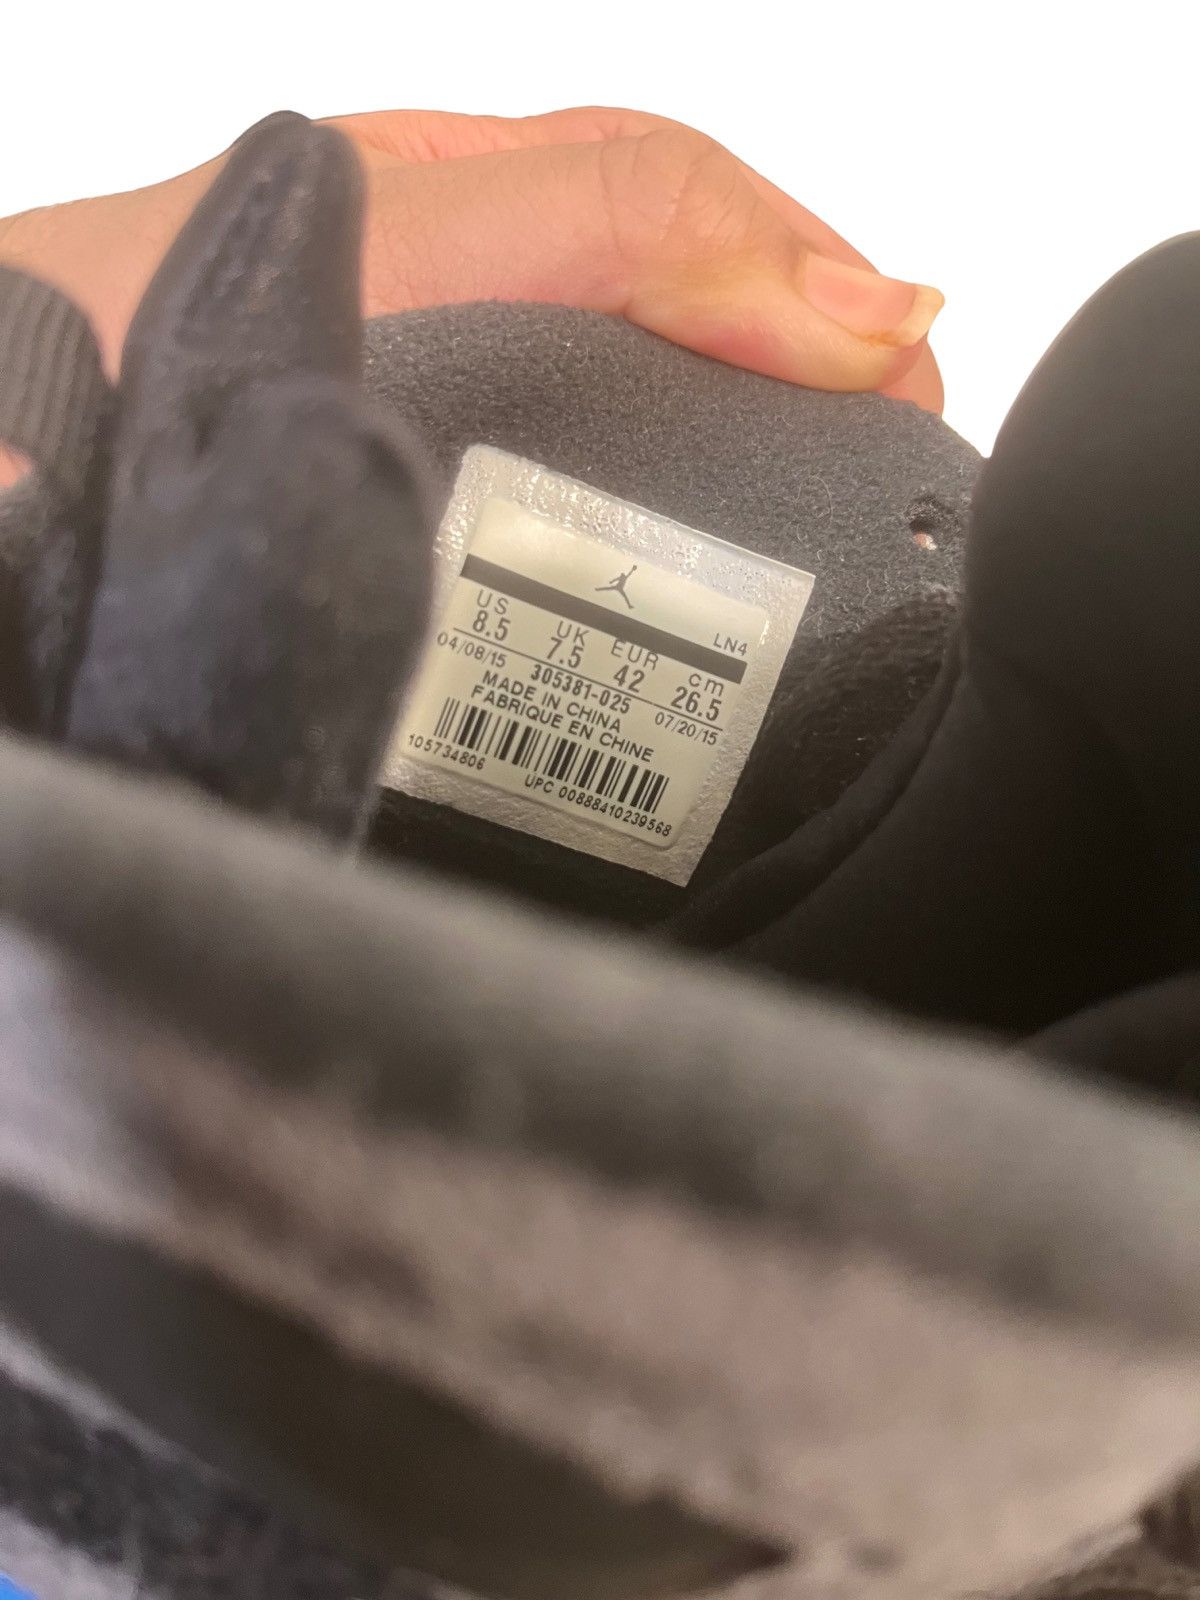 LN4
US UK EUR cm
8.5 7.5 42 26.5
04/08/15 305381-025 07/20/15
MADE IN CHINA
FABRIQUE EN CHINE
105734806
UPC 00888410239568